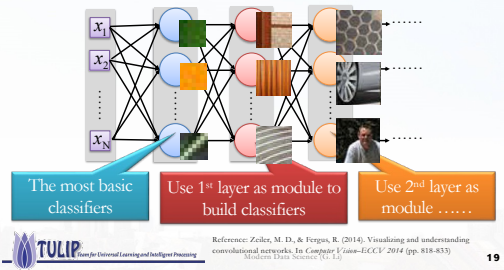 x1
x2
xN
The most basic
classifiers
Use 1st layer as module to
build classifiers
Use 2nd layer as
module ……
Reference: Zeiler, M. D., & Fergus, R. (2014). Visualizing and understanding
convolutional networks. In Computer Vision–ECCV 2014 (pp. 818-833)
TULIP Team for Universal Learning and Intelligent Processing
Modern Data Science (G. Li)
19